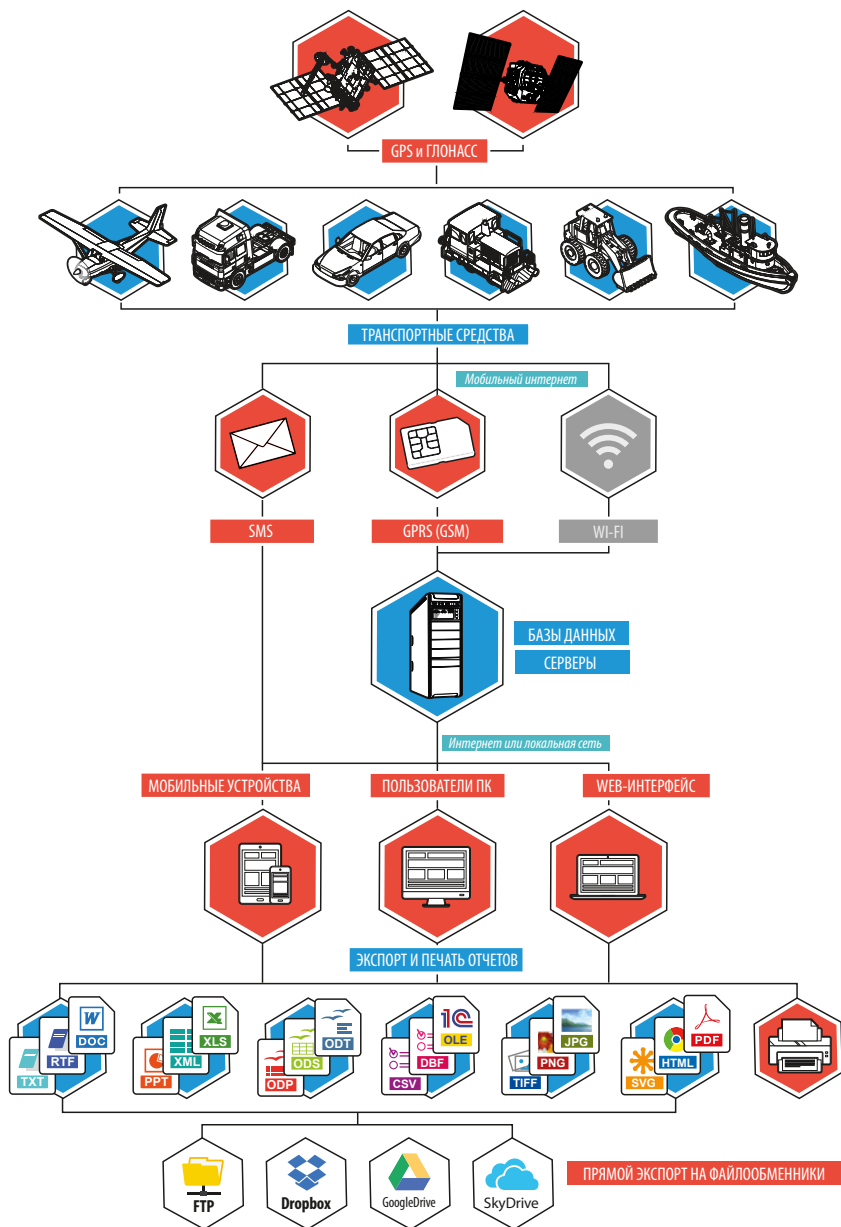 GPS и ГЛОНАСС
ТРАНСПОРТНЫЕ СРЕДСТВА
Мобильный интернет
SMS
GPRS (GSM)
WI-FI
БАЗЫ ДАННЫХ
СЕРВЕРЫ
Интернет или локальная сеть
МОБИЛЬНЫЕ УСТРОЙСТВА
ПОЛЬЗОВАТЕЛИ ПК
WEB-ИНТЕРФЕЙС
ЭКСПОРТ И ПЕЧАТЬ ОТЧЕТОВ
W
DOC
RTF
TXT
XLS
XML
PPT
ODT
ODS
ODP
1С
OLE
DBF
CSV
JPG
PNG
TIFF
PDF
HTML
SVG
FTP
Dropbox
GoogleDrive
SkyDrive
ПРЯМОЙ ЭКСПОРТ НА ФАЙЛООБМЕННИКИ